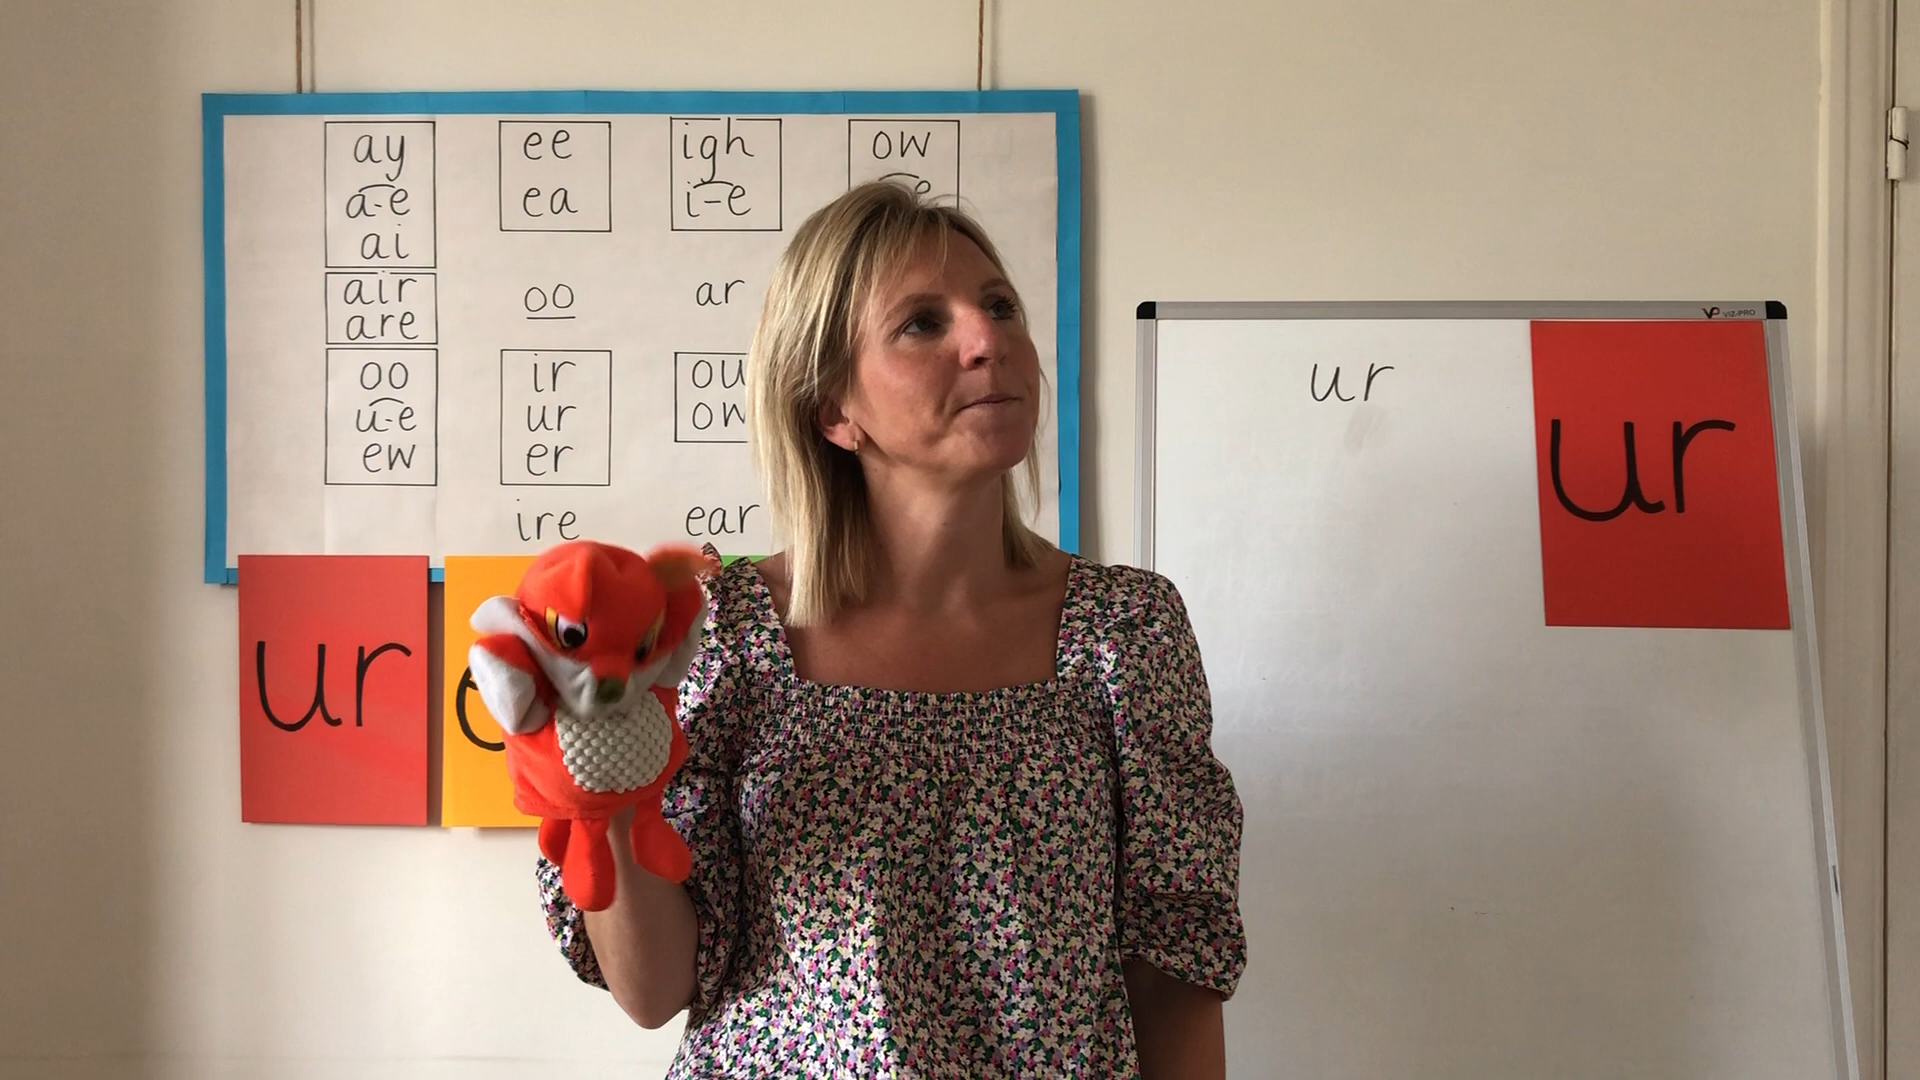 ay
a-e
ai
ee
ea
igh
i-e
ow
air
are
oo
ar
oo
u-e
ew
ir
ur
er
ou
ow
ire
ear
ur
ur
VIZ-PRO
ur